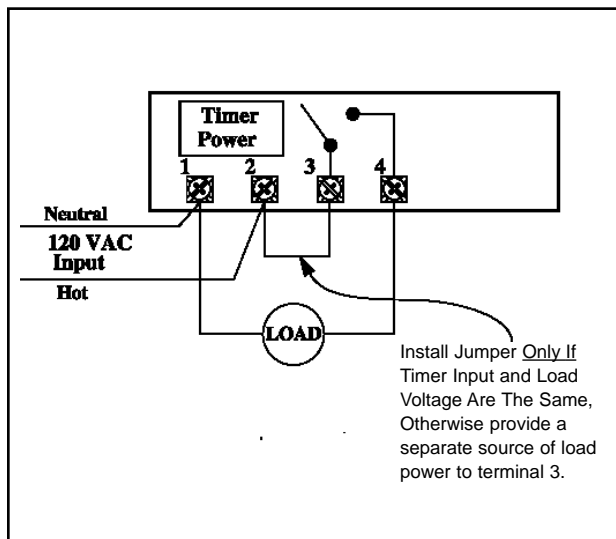 Timer
Power
1 2 3 4
Neutral
120 VAC
Input
Hot
LOAD
Install Jumper Only If
Timer Input and Load
Voltage Are The Same,
Otherwise provide a
separate source of load
power to terminal 3.